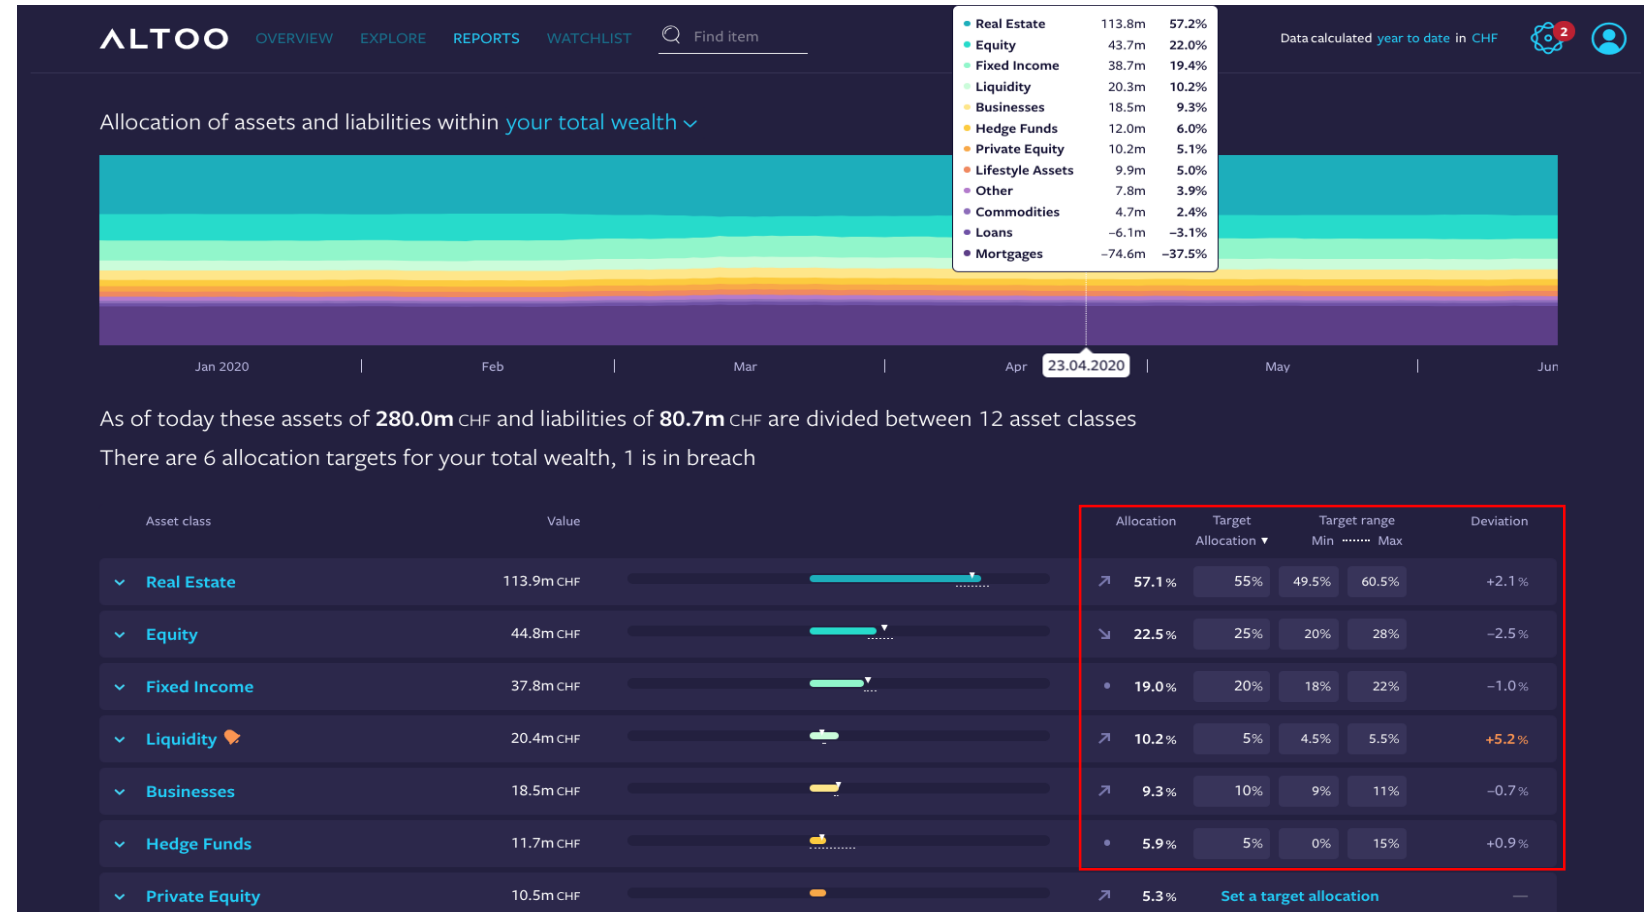 ALTOO OVERVIEW EXPLORE REPORTS WATCHLIST Find item
Data calculated year to date in CHF 2
Real Estate 113.8m 57.2%
Equity 43.7m 22.0%
Fixed Income 38.7m 19.4%
Liquidity 20.3m 10.2%
Businesses 18.5m 9.3%
Hedge Funds 12.0m 6.0%
Private Equity 10.2m 5.1%
Lifestyle Assets 9.9m 5.0%
Other 7.8m 3.9%
Commodities 4.7m 2.4%
Loans –6.1m –3.1%
Mortgages –74.6m –37.5%
Allocation of assets and liabilities within your total wealth
Jan 2020 Feb Mar Apr 23.04.2020 May Jun
As of today these assets of 280.0m CHF and liabilities of 80.7m CHF are divided between 12 asset classes
There are 6 allocation targets for your total wealth, 1 is in breach
Asset class Value Allocation Target Target range Deviation
Allocation Min Max
Real Estate 113.9m CHF 57.1% 55% 49.5% 60.5% +2.1%
Equity 44.8m CHF 22.5% 25% 20% 28% –2.5%
Fixed Income 37.8m CHF 19.0% 20% 18% 22% –1.0%
Liquidity 20.4m CHF 10.2% 5% 4.5% 5.5% +5.2%
Businesses 18.5m CHF 9.3% 10% 9% 11% –0.7%
Hedge Funds 11.7m CHF 5.9% 5% 0% 15% +0.9%
Private Equity 10.5m CHF 5.3% Set a target allocation —